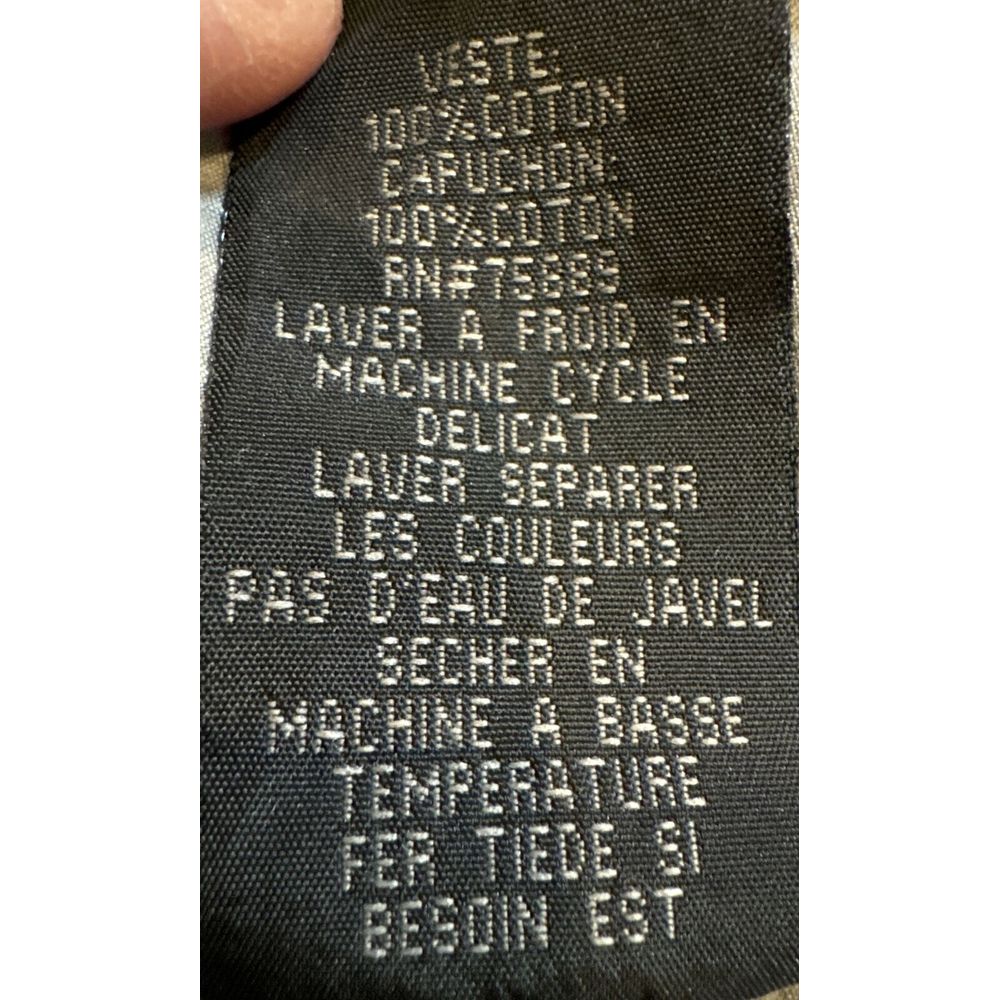 VESTE:
100%COTON
CAPUCHON:
100%COTON
RN#75889
LAVER A FROID EN
MACHINE CYCLE
DELICAT
LAVER SEPARER
LES COULEURS
PAS D'EAU DE JAVEL
SECHER EN
MACHINE A BASSE
TEMPERATURE
FER TIEDE SI
BESOIN EST